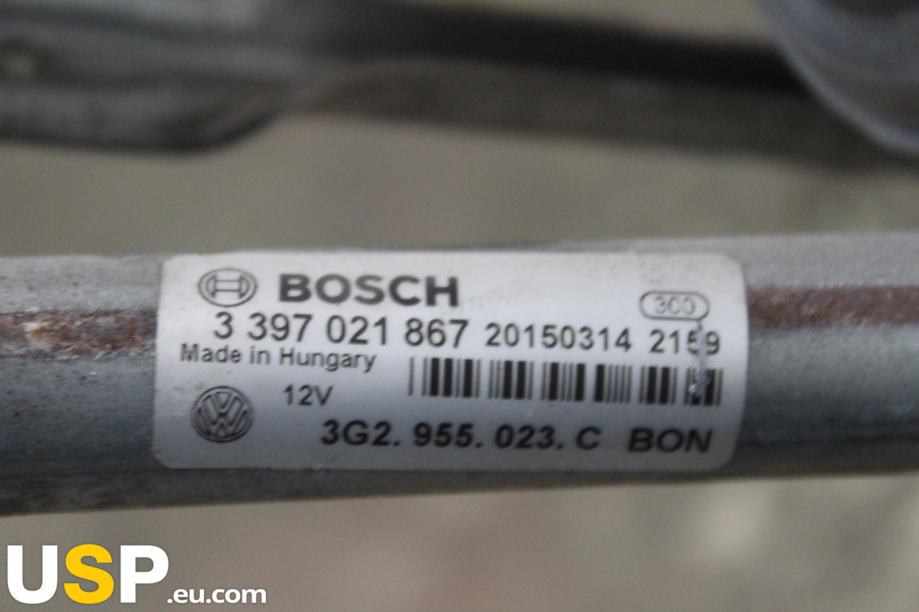 BOSCH
300
3 397 021 867 20150314 2159
Made in Hungary
12V
3G2. 955. 023. C BON
USP.eu.com